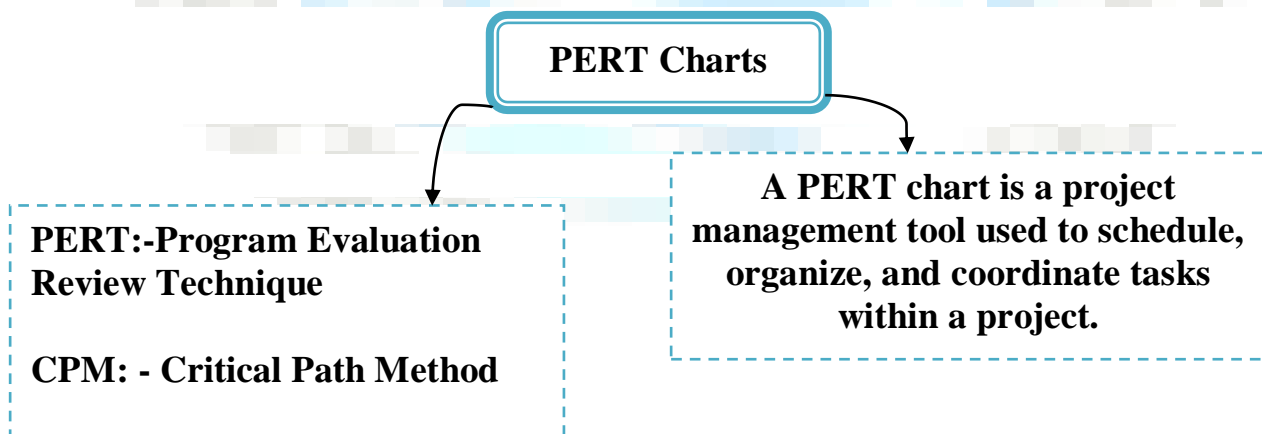 PERT Charts
PERT:-Program Evaluation
Review Technique
CPM: - Critical Path Method
A PERT chart is a project
management tool used to schedule,
organize, and coordinate tasks
within a project.